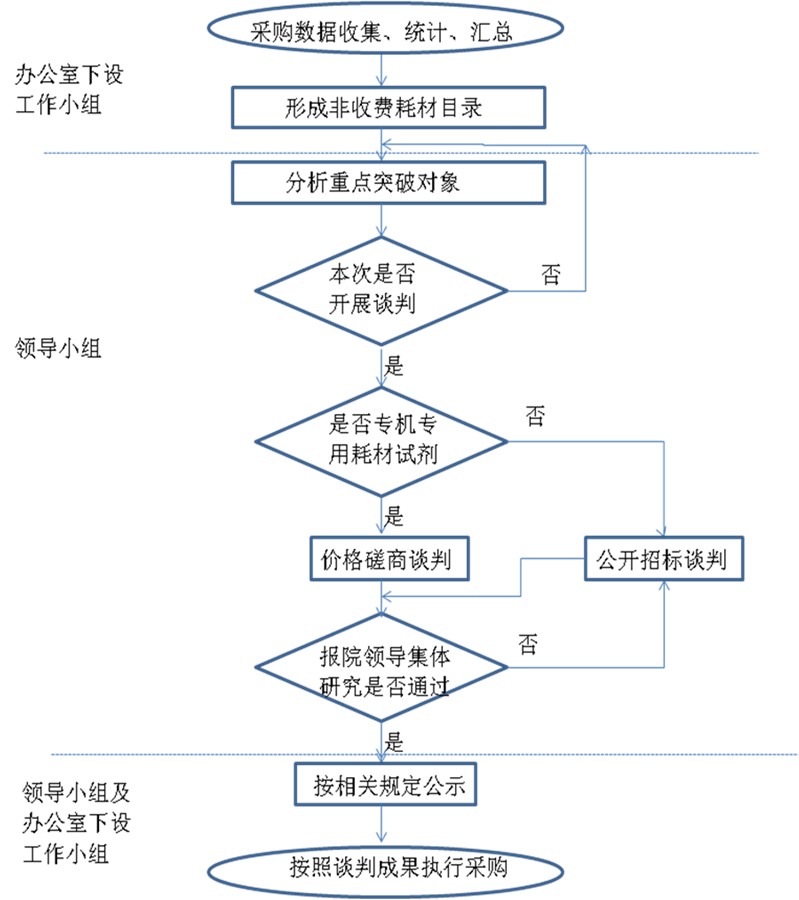 采购数据收集、统计、汇总
办公室下设
工作小组
形成非收费耗材目录
分析重点突破对象
本次是否
开展谈判
否
领导小组
是
是否专机专
用耗材试剂
否
是
价格磋商谈判
公开招标谈判
报院领导集体
研究是否通过
否
是
领导小组及
办公室下设
工作小组
按相关规定公示
按照谈判成果执行采购